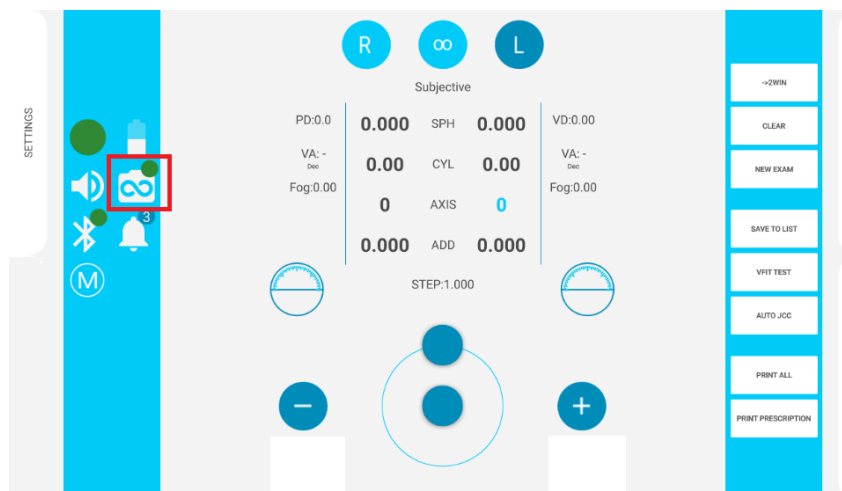 SETTINGS
3
M
R ∞ L
Subjective
PD:0.0 0.000 SPH 0.000 VD:0.00
VA: - 0.00 CYL 0.00 VA: -
Dec Dec
Fog:0.00 Fog:0.00
0 AXIS 0
0.000 ADD 0.000
STEP:1.000
− +
->2WIN
CLEAR
NEW EXAM
SAVE TO LIST
VFIT TEST
AUTO JCC
PRINT ALL
PRINT PRESCRIPTION